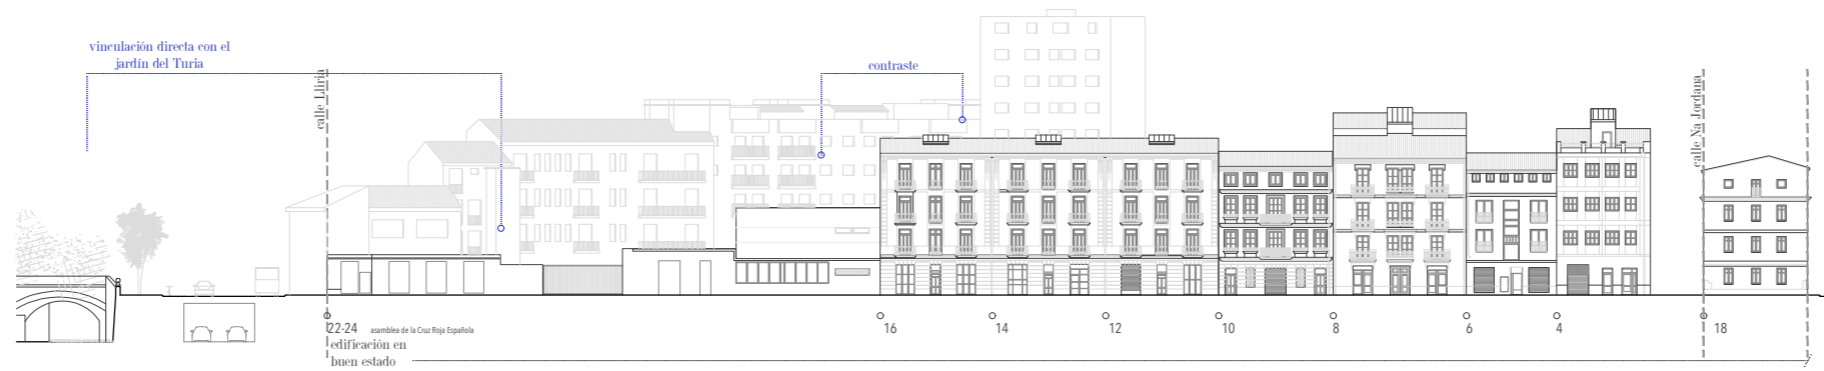 vinculación directa con el
jardín del Turia
calle Llíria
contraste
calle Na Jordana
22-24 asamblea de la Cruz Roja Española
edificación en
buen estado
16
14
12
10
8
6
4
18